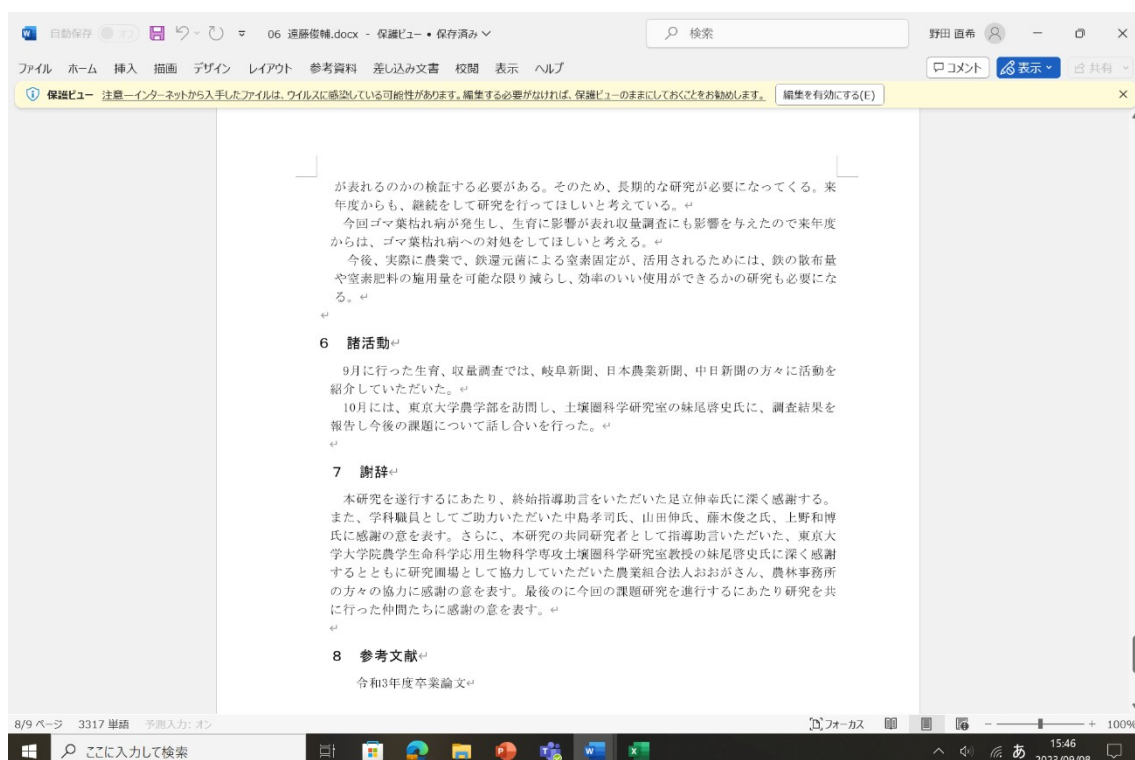 自動保存 オフ 06 遠藤俊輔.docx - 保護ビュー • 保存済み 検索 野田 直希
ファイル ホーム 挿入 描画 デザイン レイアウト 参考資料 差し込み文書 校閲 表示 ヘルプ コメント 表示 共有
保護ビュー 注意―インターネットから入手したファイルは、ウイルスに感染している可能性があります。編集する必要がなければ、保護ビューのままにしておくことをお勧めします。 編集を有効にする(E)
が表れるのかの検証する必要がある。そのため、長期的な研究が必要になってくる。来
年度からも、継続をして研究を行ってほしいと考えている。
今回ゴマ葉枯れ病が発生し、生育に影響が表れ収量調査にも影響を与えたので来年度
からは、ゴマ葉枯れ病への対処をしてほしいと考える。
今後、実際に農業で、鉄還元菌による窒素固定が、活用されるためには、鉄の散布量
や窒素肥料の施用量を可能な限り減らし、効率のいい使用ができるかの研究も必要にな
る。
6 諸活動
9月に行った生育、収量調査では、岐阜新聞、日本農業新聞、中日新聞の方々に活動を
紹介していただいた。
10月には、東京大学農学部を訪問し、土壌圏科学研究室の妹尾啓史氏に、調査結果を
報告し今後の課題について話し合いを行った。
7 謝辞
本研究を遂行するにあたり、終始指導助言をいただいた足立伸幸氏に深く感謝する。
また、学科職員としてご助力いただいた中島孝司氏、山田伸氏、藤木俊之氏、上野和博
氏に感謝の意を表す。さらに、本研究の共同研究者として指導助言いただいた、東京大
学大学院農学生命科学応用生物科学専攻土壌圏科学研究室教授の妹尾啓史氏に深く感謝
するとともに研究圃場として協力していただいた農業組合法人おおがさん、農林事務所
の方々の協力に感謝の意を表す。最後のに今回の課題研究を進行するにあたり研究を共
に行った仲間たちに感謝の意を表す。
8 参考文献
令和3年度卒業論文
8/9 ページ 3317 単語 予測入力: オン フォーカス 100%
ここに入力して検索 あ 15:46
2023/09/08